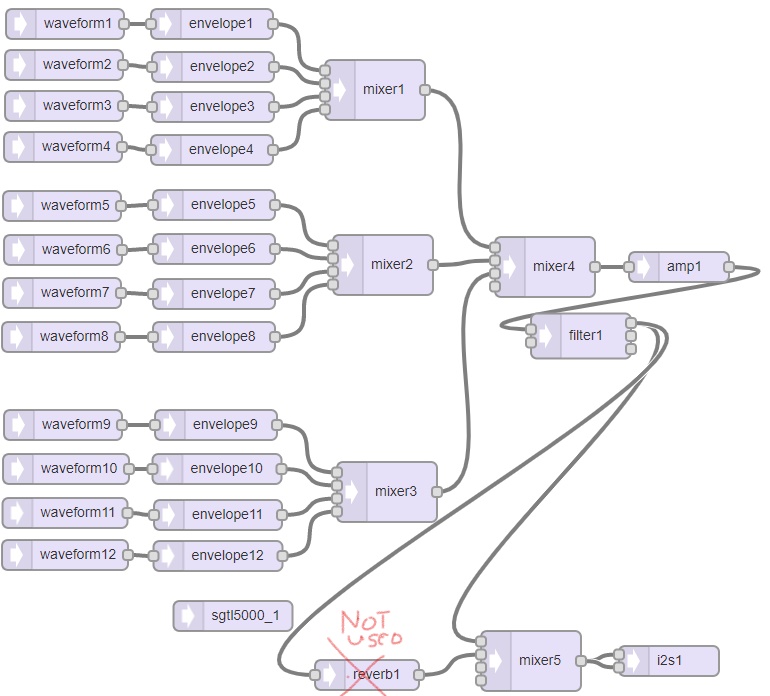 waveform1 envelope1
waveform2 envelope2
waveform3 envelope3
waveform4 envelope4
mixer1
waveform5 envelope5
waveform6 envelope6
waveform7 envelope7
waveform8 envelope8
mixer2
mixer4
amp1
filter1
waveform9 envelope9
waveform10 envelope10
waveform11 envelope11
waveform12 envelope12
mixer3
sgtl5000_1
NOT
USED
reverb1
mixer5
i2s1